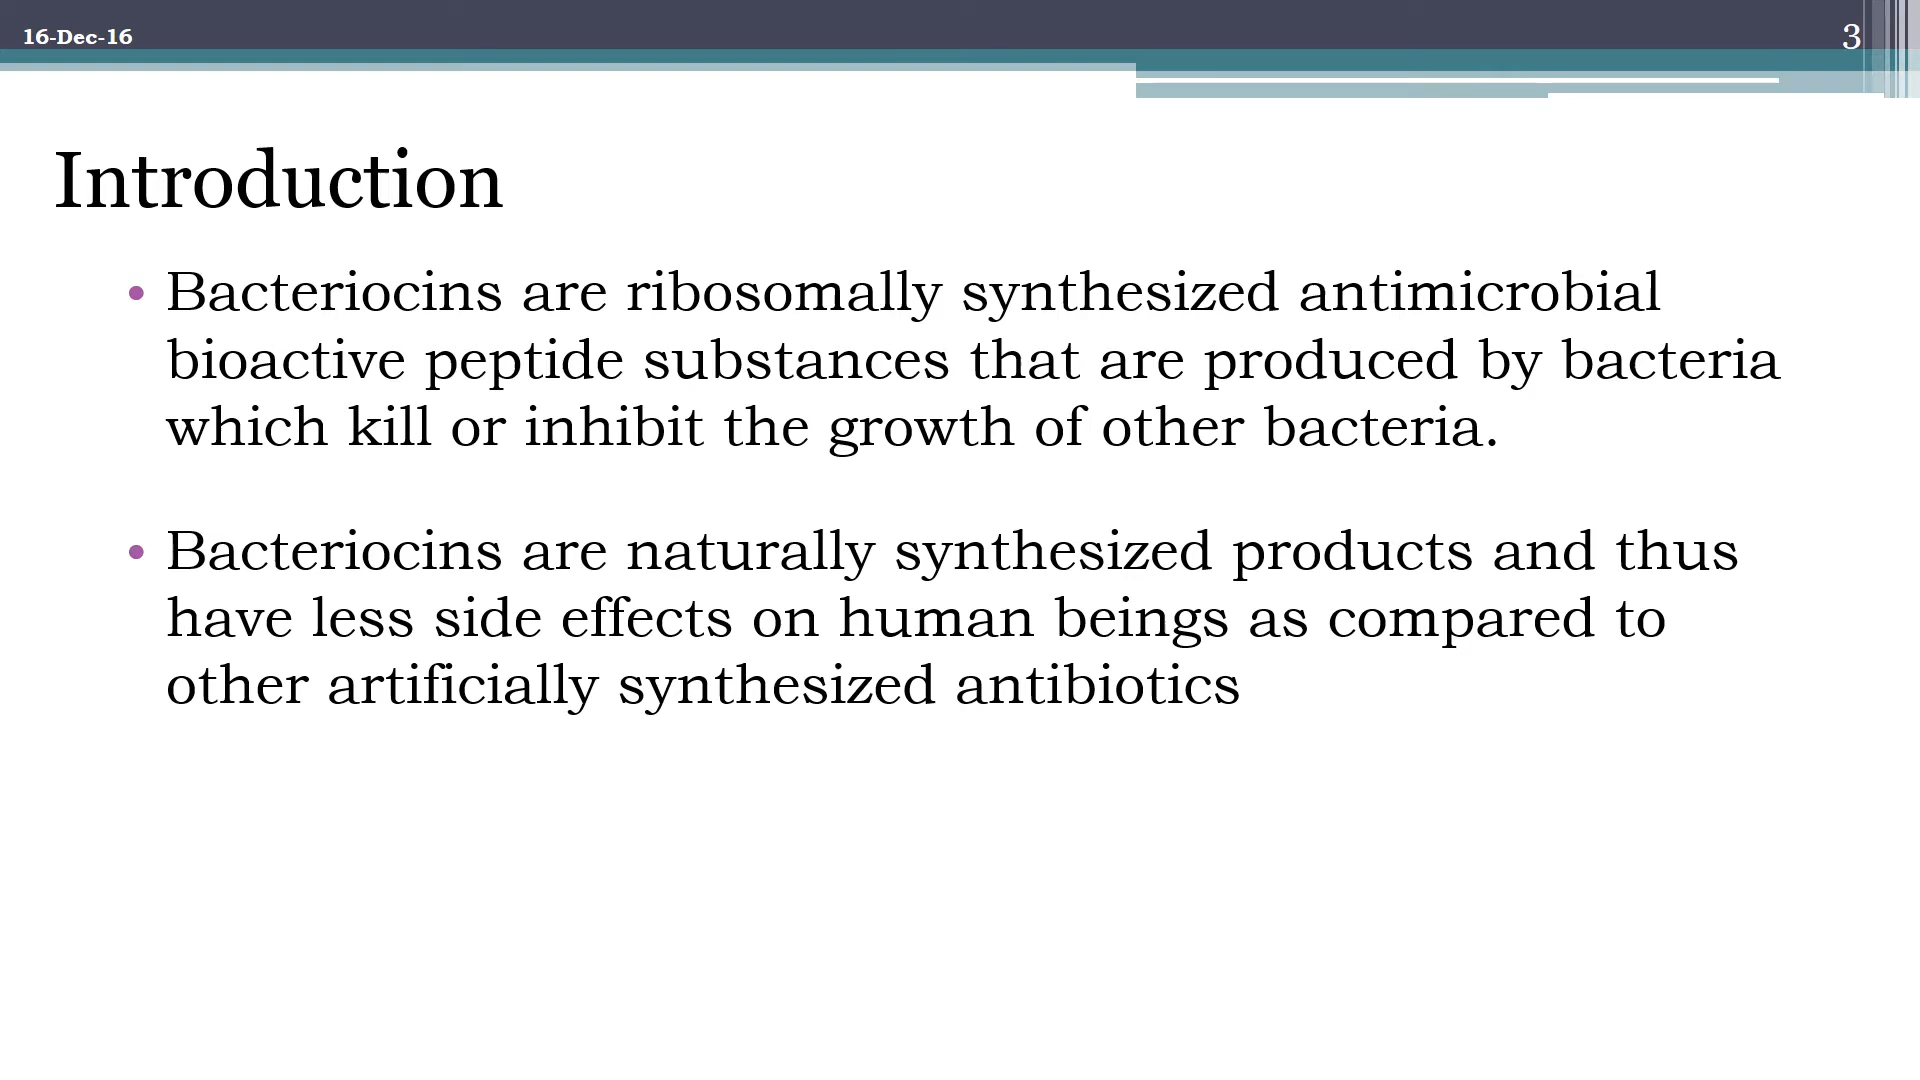 16-Dec-16
3
Introduction
• Bacteriocins are ribosomally synthesized antimicrobial
bioactive peptide substances that are produced by bacteria
which kill or inhibit the growth of other bacteria.
• Bacteriocins are naturally synthesized products and thus
have less side effects on human beings as compared to
other artificially synthesized antibiotics